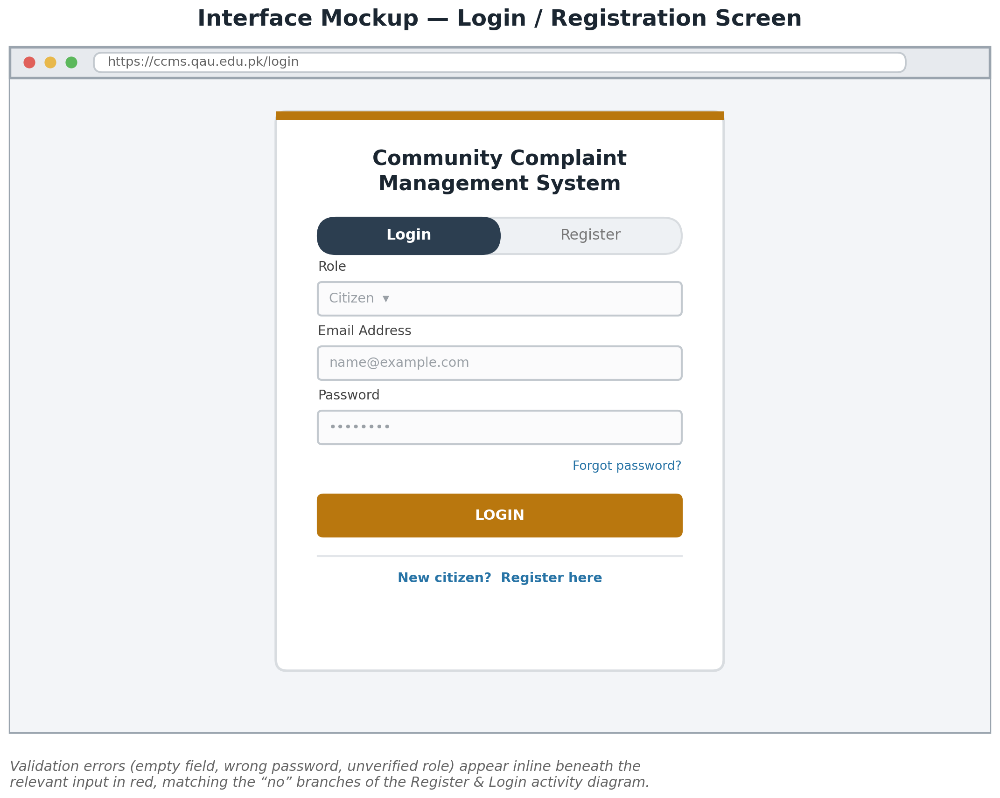 Interface Mockup — Login / Registration Screen
https://ccms.qau.edu.pk/login
Community Complaint
Management System
Login Register
Role
Citizen ▾
Email Address
name@example.com
Password
••••••••
Forgot password?
LOGIN
New citizen? Register here
Validation errors (empty field, wrong password, unverified role) appear inline beneath the
relevant input in red, matching the “no” branches of the Register & Login activity diagram.